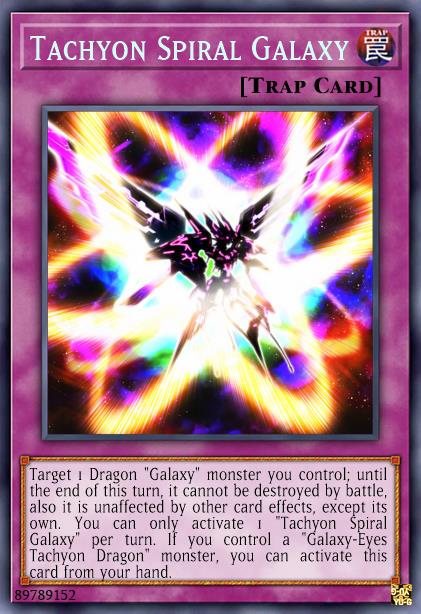 Tachyon Spiral Galaxy
TRAP
罠
[Trap Card]
Target 1 Dragon "Galaxy" monster you control; until
the end of this turn, it cannot be destroyed by battle,
also it is unaffected by other card effects, except its
own. You can only activate 1 "Tachyon Spiral
Galaxy" per turn. If you control a "Galaxy-Eyes
Tachyon Dragon" monster, you can activate this
card from your hand.
89789152